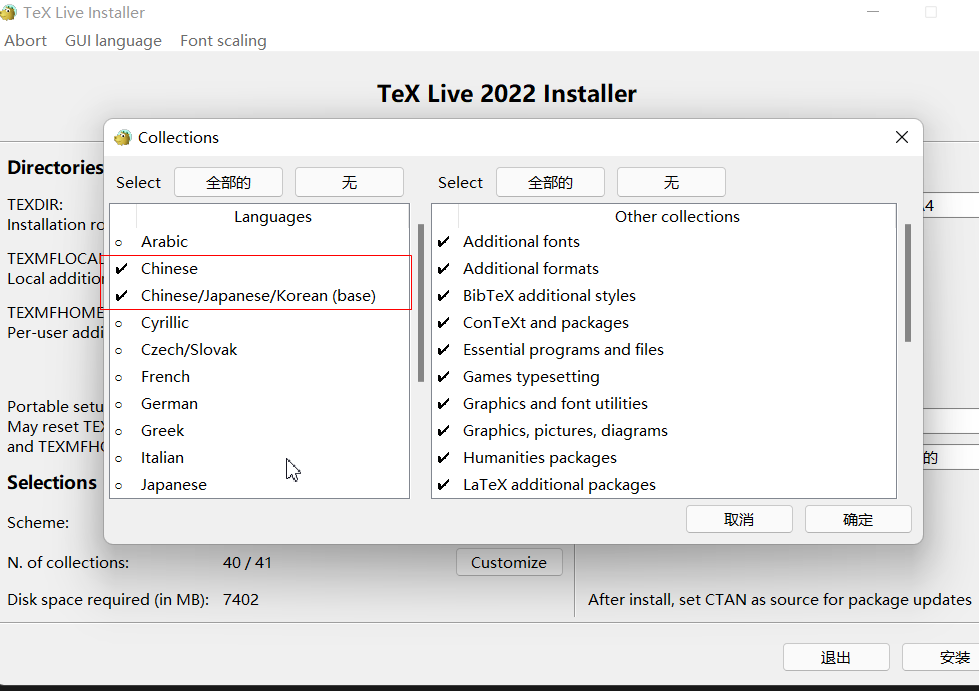 TeX Live Installer
Abort GUI language Font scaling
TeX Live 2022 Installer
Collections
Select 全部的 无 Select 全部的 无
Languages
Arabic
Chinese
Chinese/Japanese/Korean (base)
Cyrillic
Czech/Slovak
French
German
Greek
Italian
Japanese
Other collections
Additional fonts
Additional formats
BibTeX additional styles
ConTeXt and packages
Essential programs and files
Games typesetting
Graphics and font utilities
Graphics, pictures, diagrams
Humanities packages
LaTeX additional packages
取消 确定
Directories
TEXDIR:
Installation ro
TEXMFLOCAL
Local additio
TEXMFHOME
Per-user addi
Portable setu
May reset TEX
and TEXMFHO
4
的
Selections
Scheme:
N. of collections: 40 / 41 Customize
Disk space required (in MB): 7402
After install, set CTAN as source for package updates
退出 安装